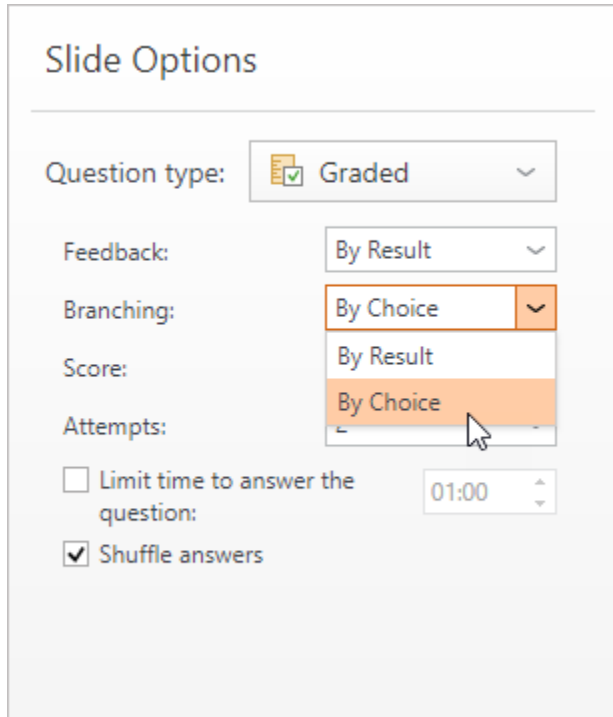 Slide Options
Question type: Graded
Feedback: By Result
Branching: By Choice
By Result
Score:
By Choice
Attempts:
Limit time to answer the
question:
01:00
Shuffle answers